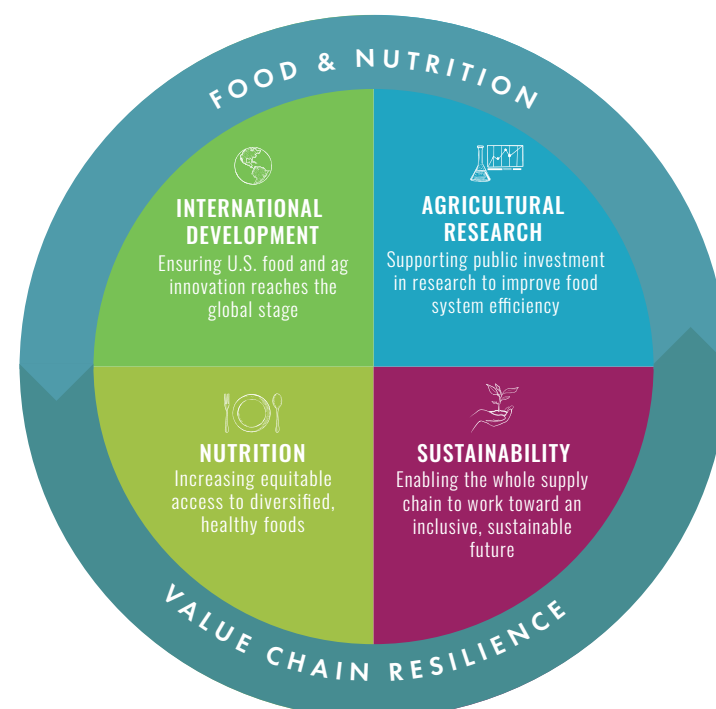 FOOD & NUTRITION
INTERNATIONAL
DEVELOPMENT
Ensuring U.S. food and ag
innovation reaches the
global stage
AGRICULTURAL
RESEARCH
Supporting public investment
in research to improve food
system efficiency
NUTRITION
Increasing equitable
access to diversified,
healthy foods
SUSTAINABILITY
Enabling the whole supply
chain to work toward an
inclusive, sustainable
future
VALUE CHAIN RESILIENCE